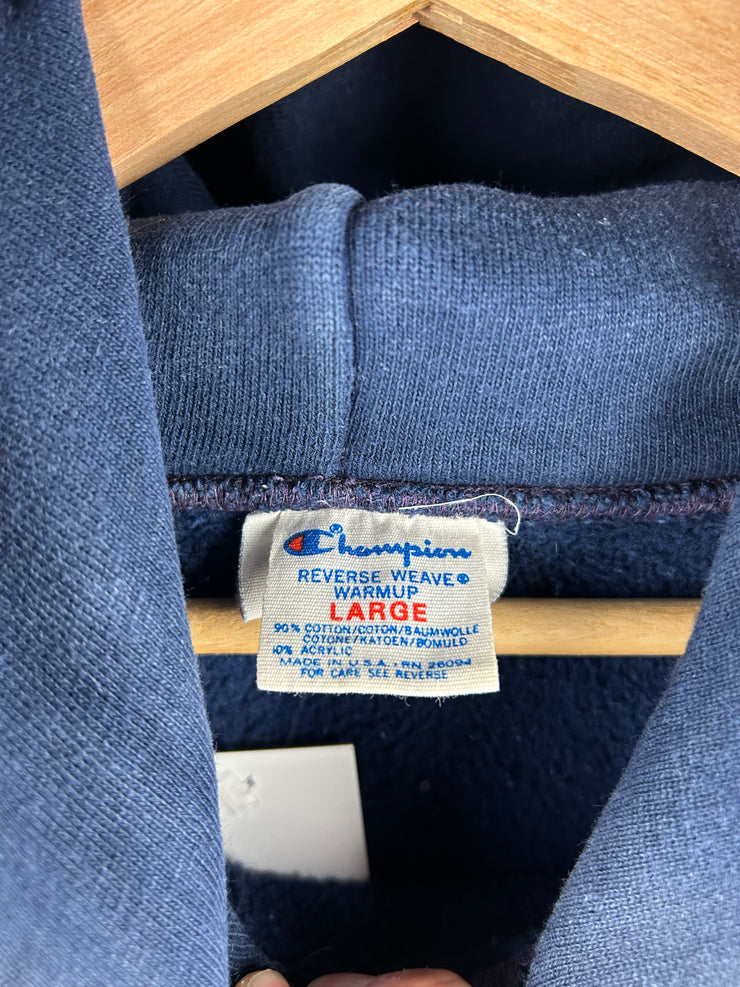 Champion
REVERSE WEAVE®
WARMUP
LARGE
90% COTTON/COTON/BAUMWOLLE
COTONE/KATOEN/BOMULD
10% ACRYLIC
MADE IN U.S.A. RN 26094
FOR CARE SEE REVERSE